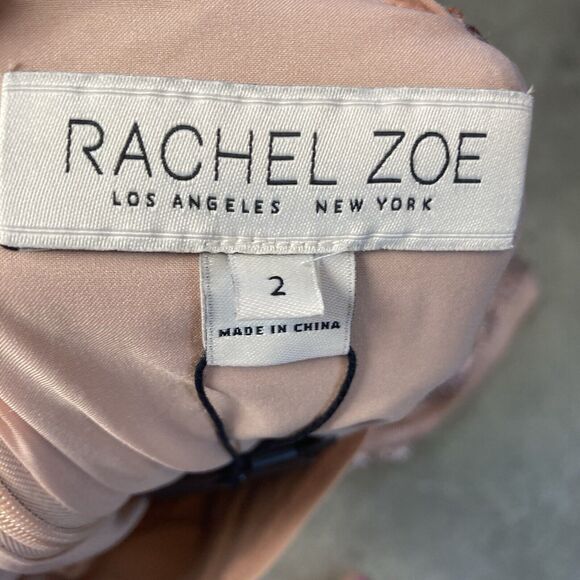 RACHEL ZOE
LOS ANGELES NEW YORK
2
MADE IN CHINA